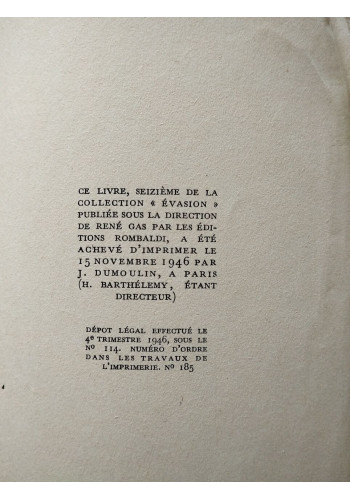 CE LIVRE, SEIZIÈME DE LA
COLLECTION « ÉVASION »
PUBLIÉE SOUS LA DIRECTION
DE RENÉ GAS PAR LES ÉDI-
TIONS ROMBALDI, A ÉTÉ
ACHEVÉ D'IMPRIMER LE
15 NOVEMBRE 1946 PAR
J. DUMOULIN, A PARIS
(H. BARTHÉLEMY, ÉTANT
DIRECTEUR)
DÉPOT LÉGAL EFFECTUÉ LE
4e TRIMESTRE 1946, SOUS LE
No 114. NUMÉRO D'ORDRE
DANS LES TRAVAUX DE
L'IMPRIMERIE. No 185